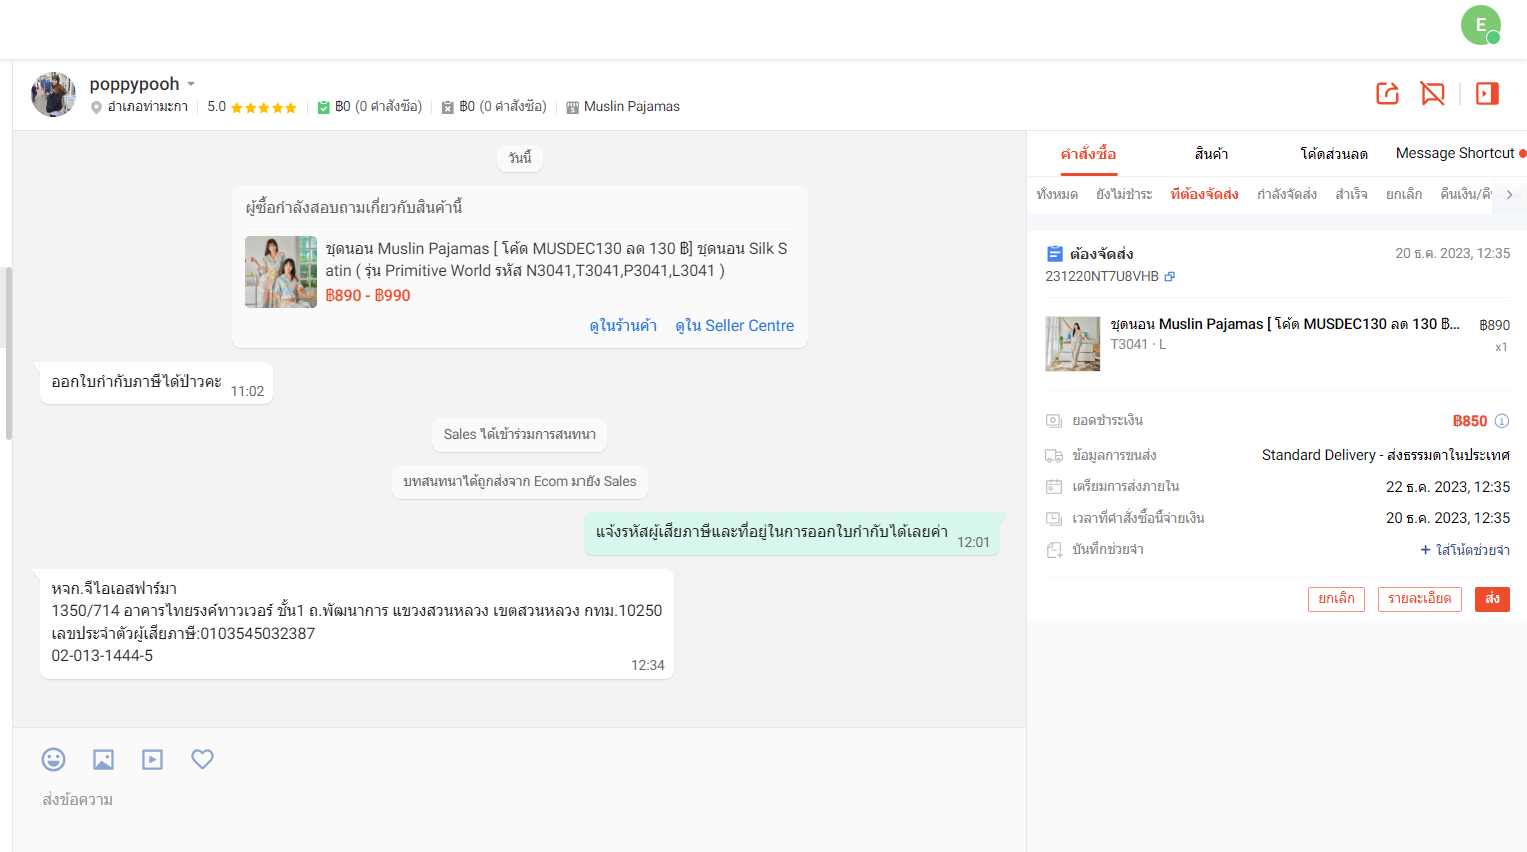 E
poppypooh
อำเภอท่ามะกา 5.0 ฿0 (0 คำสั่งซื้อ) ฿0 (0 คำสั่งซื้อ) Muslin Pajamas
วันนี้
ผู้ซื้อกำลังสอบถามเกี่ยวกับสินค้านี้
ชุดนอน Muslin Pajamas [ โค้ด MUSDEC130 ลด 130 ฿] ชุดนอน Silk S
atin ( รุ่น Primitive World รหัส N3041,T3041,P3041,L3041 )
฿890 - ฿990
ดูในร้านค้า ดูใน Seller Centre
ออกใบกำกับภาษีได้ป่าวคะ 11:02
Sales ได้เข้าร่วมการสนทนา
บทสนทนาได้ถูกส่งจาก Ecom มายัง Sales
แจ้งรหัสผู้เสียภาษีและที่อยู่ในการออกใบกำกับได้เลยค่า 12:01
หจก.จีไอเอสฟาร์มา
1350/714 อาคารไทยรงค์ทาวเวอร์ ชั้น1 ถ.พัฒนาการ แขวงสวนหลวง เขตสวนหลวง กทม.10250
เลขประจำตัวผู้เสียภาษี:0103545032387
02-013-1444-5 12:34
ส่งข้อความ
คำสั่งซื้อ สินค้า โค้ดส่วนลด Message Shortcut
ทั้งหมด ยังไม่ชำระ ที่ต้องจัดส่ง กำลังจัดส่ง สำเร็จ ยกเลิก คืนเงิน/คื
ต้องจัดส่ง 20 ธ.ค. 2023, 12:35
231220NT7U8VHB
ชุดนอน Muslin Pajamas [ โค้ด MUSDEC130 ลด 130 ฿... ฿890
T3041 · L x1
ยอดชำระเงิน ฿850
ข้อมูลการขนส่ง Standard Delivery - ส่งธรรมดาในประเทศ
เตรียมการส่งภายใน 22 ธ.ค. 2023, 12:35
เวลาที่คำสั่งซื้อนี้จ่ายเงิน 20 ธ.ค. 2023, 12:35
บันทึกช่วยจำ + ใส่โน้ตช่วยจำ
ยกเลิก รายละเอียด ส่ง